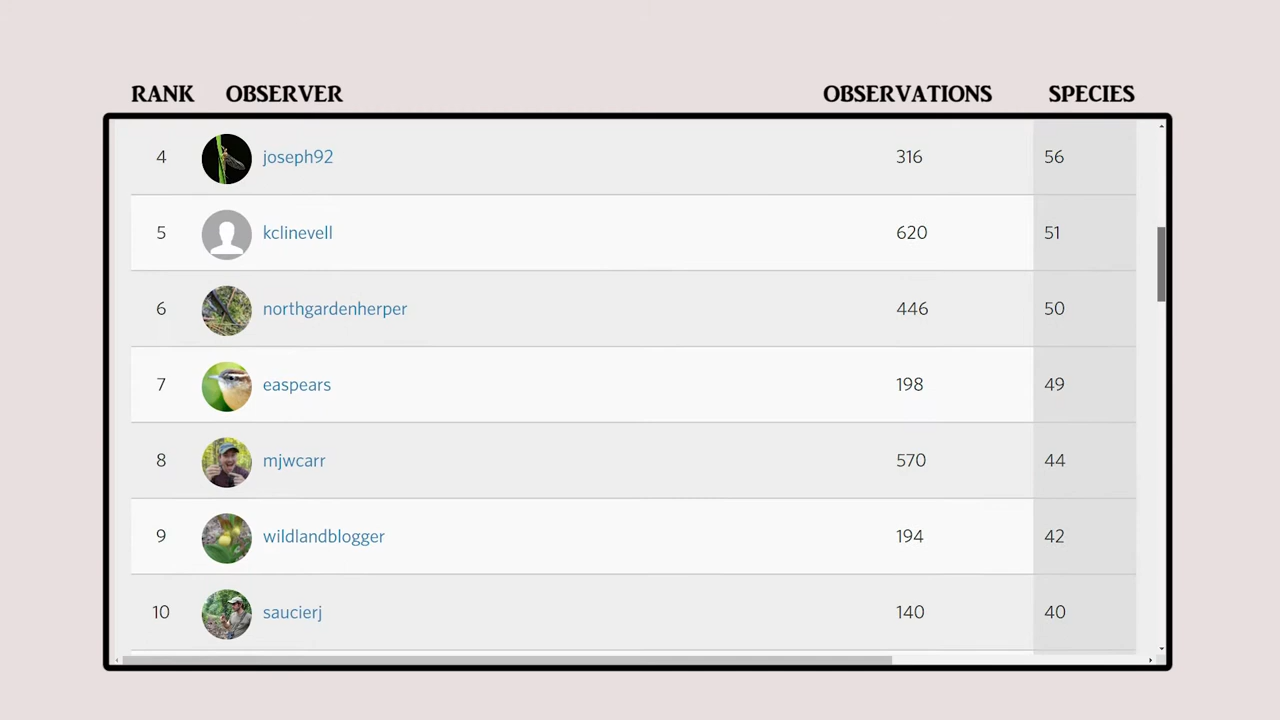 RANK OBSERVER OBSERVATIONS SPECIES
4 joseph92 316 56
5 kclinevell 620 51
6 northgardenherper 446 50
7 easpears 198 49
8 mjwcarr 570 44
9 wildlandblogger 194 42
10 saucierj 140 40